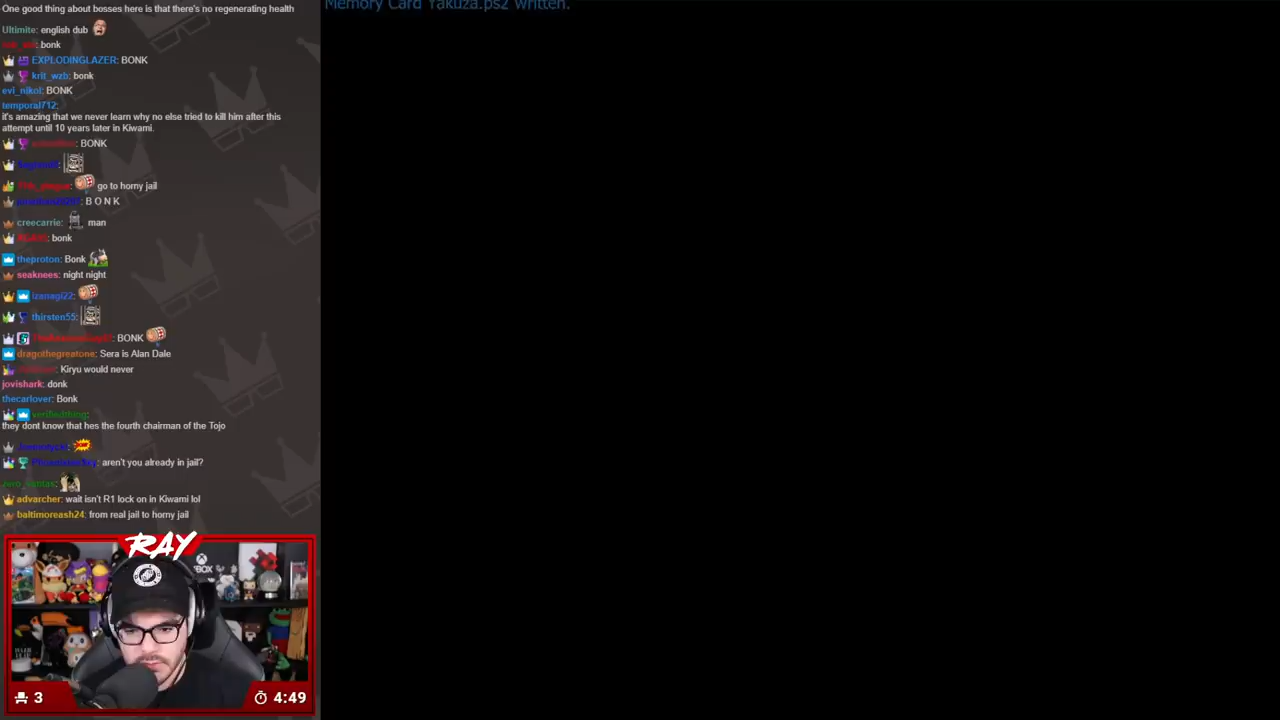 Memory Card Yakuza.ps2 written.
One good thing about bosses here is that there's no regenerating health
Ultimite: english dub
bonk
EXPLODINGLAZER: BONK
krit_wzb: bonk
evi_nikol: BONK
temporal712:
it's amazing that we never learn why no else tried to kill him after this
attempt until 10 years later in Kiwami.
BONK
go to horny jail
B O N K
creecarrie: man
bonk
theproton: Bonk
seaknees: night night
izanagi22:
thirsten55:
BONK
dragothegreatone: Sera is Alan Dale
Kiryu would never
jovishark: donk
thecarlover: Bonk
verifiedthing:
they dont know that hes the fourth chairman of the Tojo
aren't you already in jail?
advarcher: wait isn't R1 lock on in Kiwami lol
baltimoreash24: from real jail to horny jail
RAY
XBOX
3
4:49